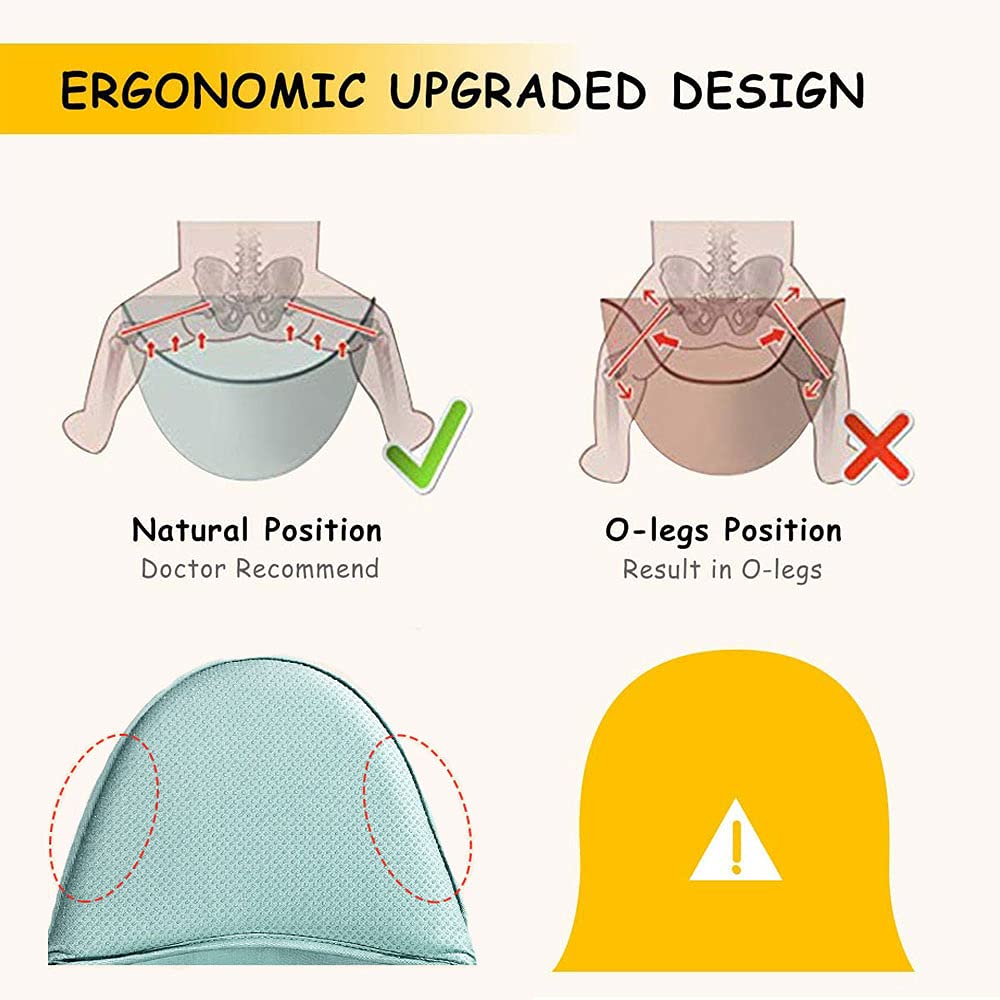 ERGONOMIC UPGRADED DESIGN
Natural Position
Doctor Recommend
O-legs Position
Result in O-legs
!